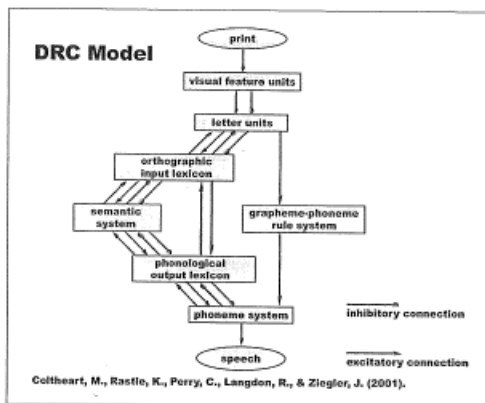 DRC Model
print
visual feature units
letter units
orthographic
input lexicon
semantic
system
grapheme-phoneme
rule system
phonological
output lexicon
phoneme system
inhibitory connection
speech
excitatory connection
Coltheart, M., Rastle, K., Perry, C., Langdon, R., & Ziegler, J. (2001).